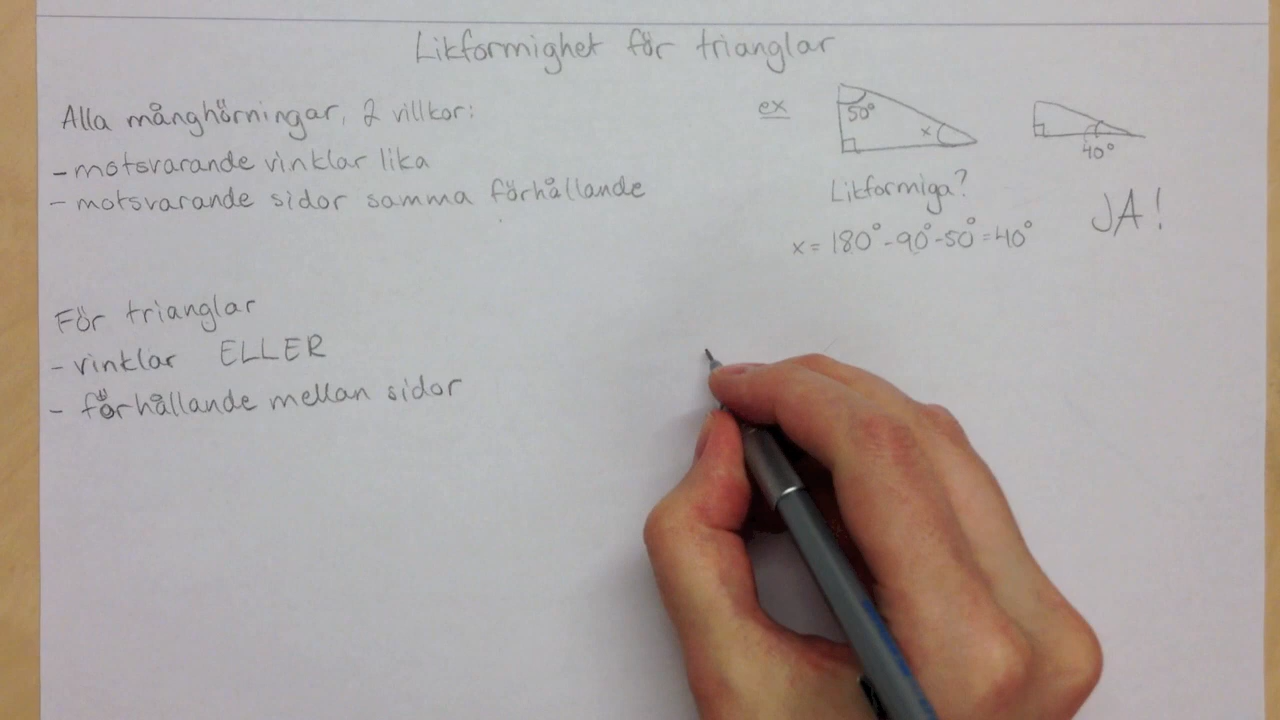 Likformighet för trianglar
Alla månghörningar, 2 villkor:
- motsvarande vinklar lika
- motsvarande sidor samma förhållande
För trianglar
- vinklar ELLER
- förhållande mellan sidor
ex
50°
x
40°
Likformiga?
JA!
x = 180° - 90° - 50° = 40°